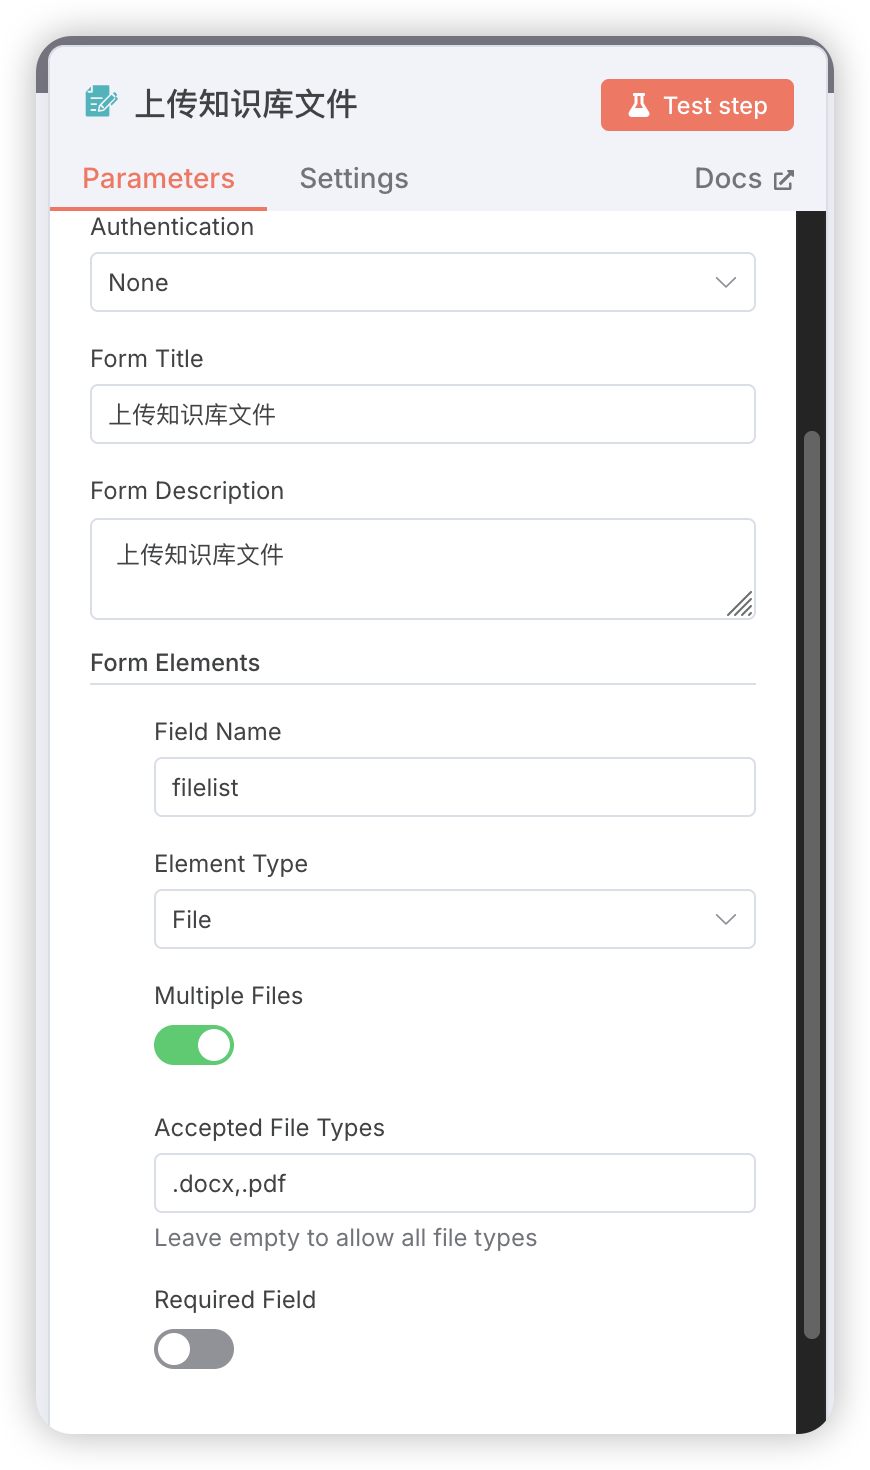 上传知识库文件
Test step
Parameters
Settings
Docs
Authentication
None
Form Title
上传知识库文件
Form Description
上传知识库文件
Form Elements
Field Name
filelist
Element Type
File
Multiple Files
Accepted File Types
.docx,.pdf
Leave empty to allow all file types
Required Field